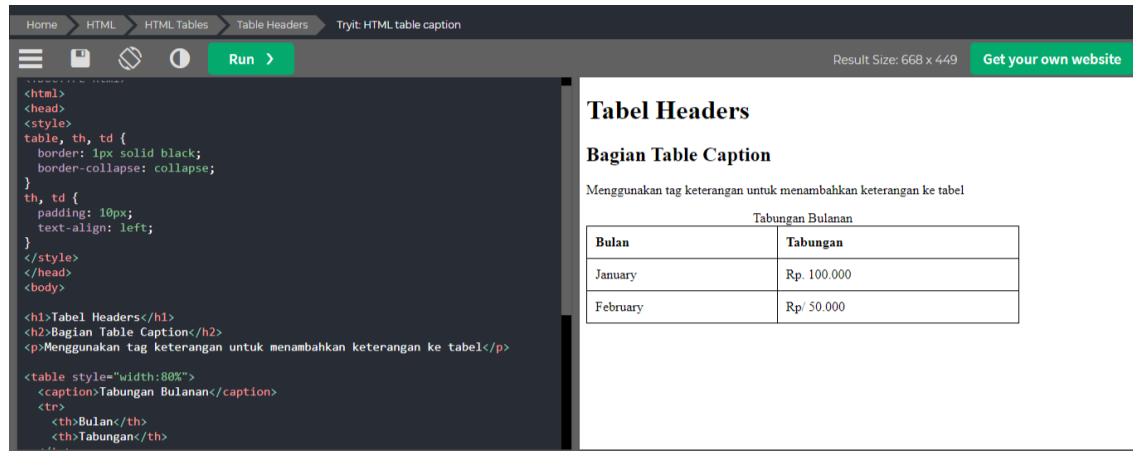 Home HTML HTML Tables Table Headers Tryit: HTML table caption
Run ❯ Result Size: 668 x 449 Get your own website
<!DOCTYPE html>
<html>
<head>
<style>
table, th, td {
  border: 1px solid black;
  border-collapse: collapse;
}
th, td {
  padding: 10px;
  text-align: left;
}
</style>
</head>
<body>
<h1>Tabel Headers</h1>
<h2>Bagian Table Caption</h2>
<p>Menggunakan tag keterangan untuk menambahkan keterangan ke tabel</p>
<table style="width:80%">
  <caption>Tabungan Bulanan</caption>
  <tr>
    <th>Bulan</th>
    <th>Tabungan</th>
Tabel Headers
Bagian Table Caption
Menggunakan tag keterangan untuk menambahkan keterangan ke tabel
Tabungan Bulanan
Bulan Tabungan
January Rp. 100.000
February Rp/ 50.000